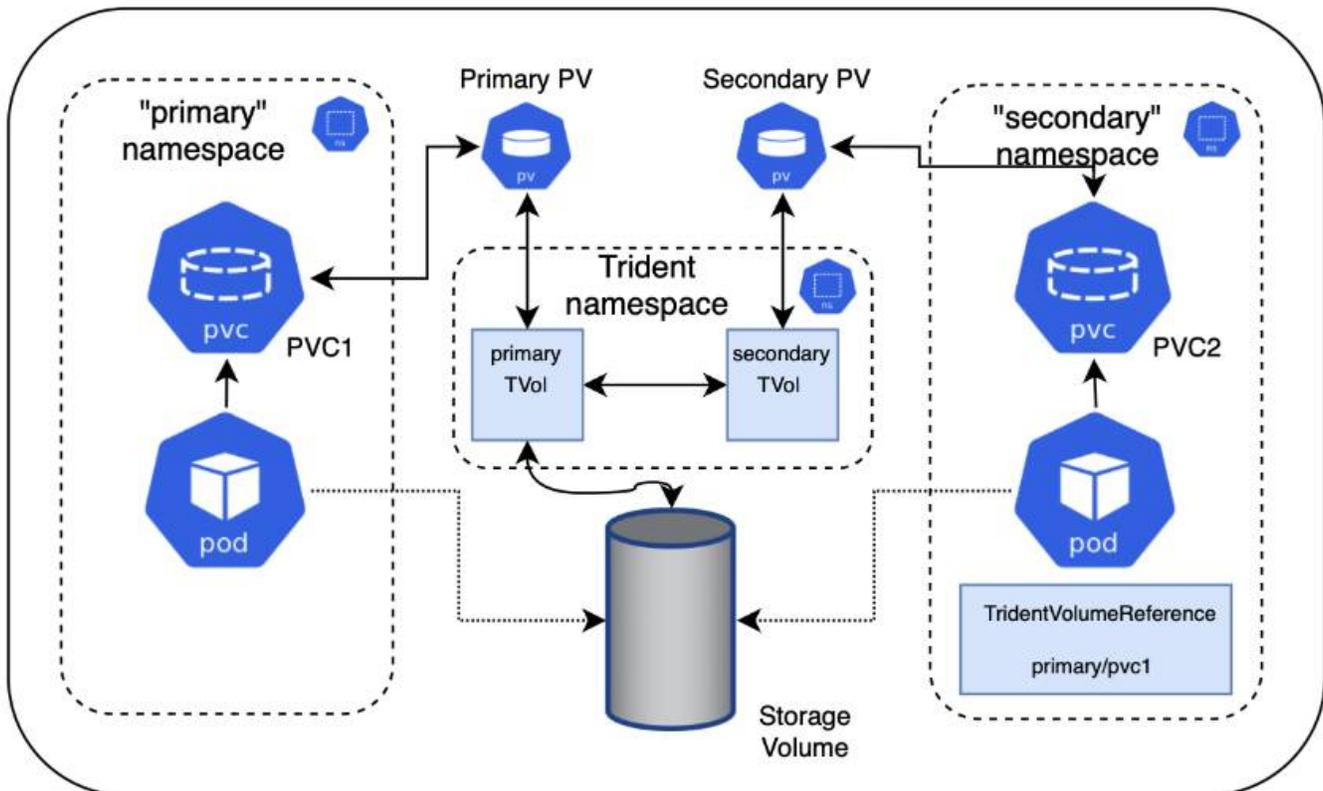 Primary PV
Secondary PV
"primary"
namespace
ns
"secondary"
namespace
ns
pv
pv
Trident
namespace
ns
pvc
PVC1
pvc
PVC2
primary
TVol
secondary
TVol
pod
pod
TridentVolumeReference
primary/pvc1
Storage
Volume